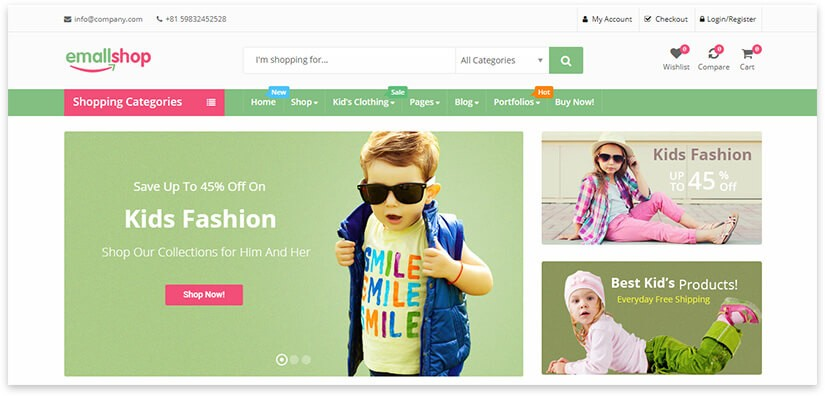 info@company.com +81 59832452528 My Account Checkout Login/Register
emallshop
I'm shopping for... All Categories
0 0 0
Wishlist Compare Cart
New Sale Hot
Shopping Categories Home Shop Kid's Clothing Pages Blog Portfolios Buy Now!
Save Up To 45% Off On
Kids Fashion
Shop Our Collections for Him And Her
Shop Now!
SMILE
SMILE
SMILE
Kids Fashion
UP TO 45 % Off
Best Kid's Products!
Everyday Free Shipping